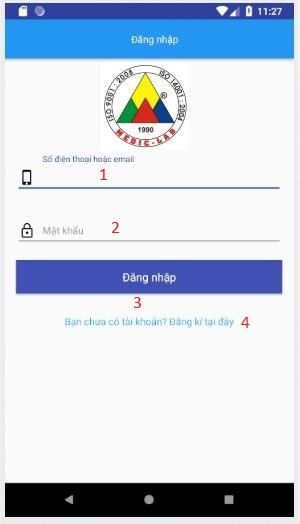 11:27
Đăng nhập
ISO 9001 - 2008 ISO 14001 - 2004
®
1990
MEDIC - LAB
Số điện thoại hoặc email
1
Mật khẩu 2
Đăng nhập
3
Bạn chưa có tài khoản? Đăng kí tại đây 4